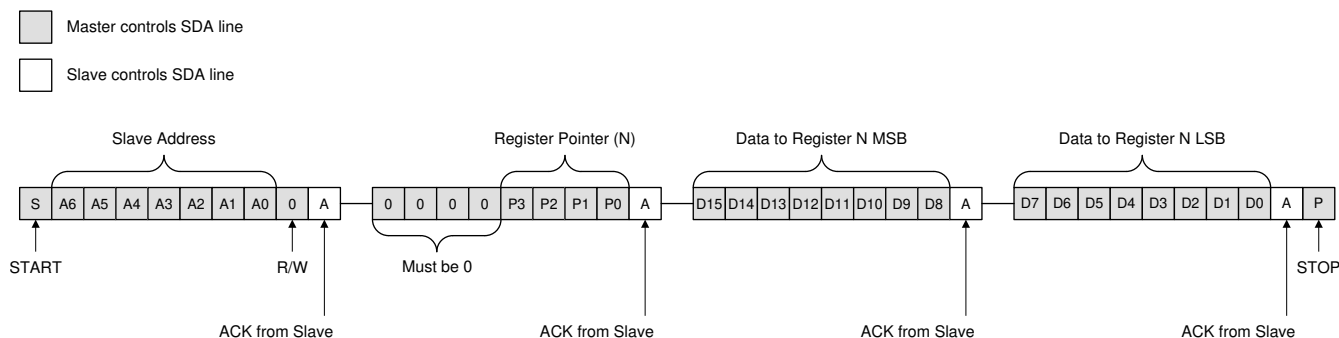 Master controls SDA line
Slave controls SDA line
Slave Address
Register Pointer (N)
Data to Register N MSB
Data to Register N LSB
S A6 A5 A4 A3 A2 A1 A0 0 A 0 0 0 0 P3 P2 P1 P0 A D15 D14 D13 D12 D11 D10 D9 D8 A D7 D6 D5 D4 D3 D2 D1 D0 A P
START R/W Must be 0 STOP
ACK from Slave ACK from Slave ACK from Slave ACK from Slave